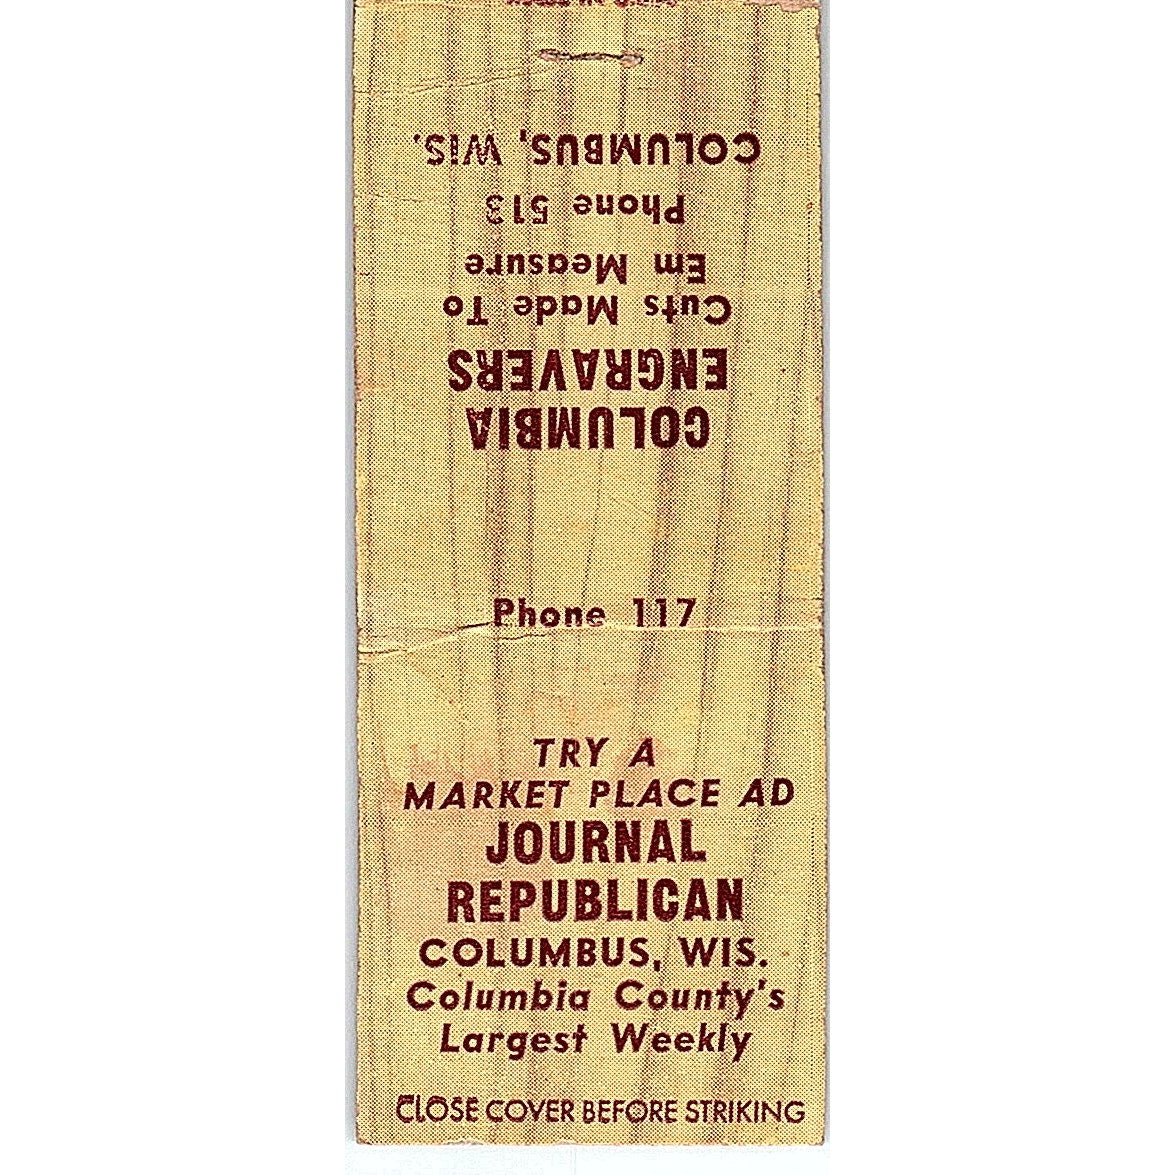 COLUMBIA
ENGRAVERS
Cuts Made To
Em Measure
Phone 513
COLUMBUS, WIS.
Phone 117
TRY A
MARKET PLACE AD
JOURNAL
REPUBLICAN
COLUMBUS, WIS.
Columbia County's
Largest Weekly
CLOSE COVER BEFORE STRIKING